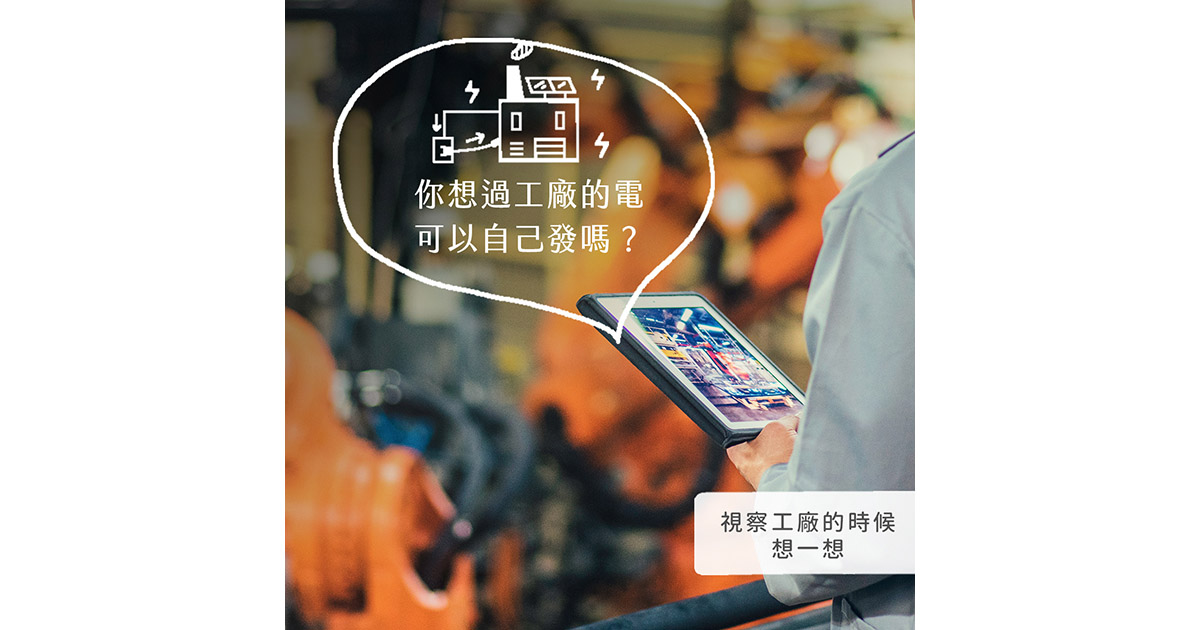 你想過工廠的電
可以自己發嗎？
視察工廠的時候
想一想